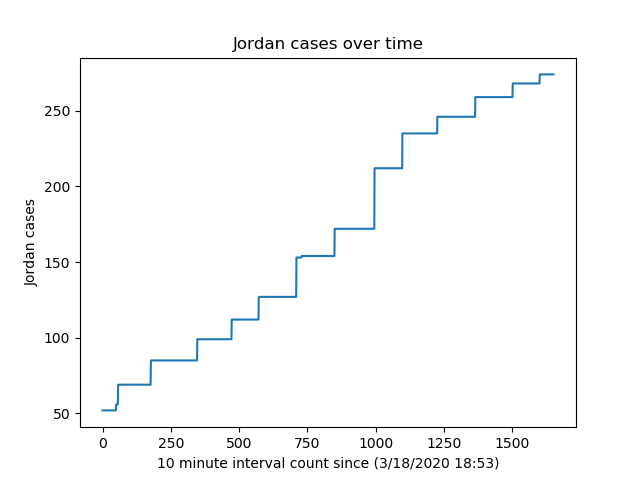 Jordan cases over time
Jordan cases
250
200
150
100
50
0 250 500 750 1000 1250 1500
10 minute interval count since (3/18/2020 18:53)